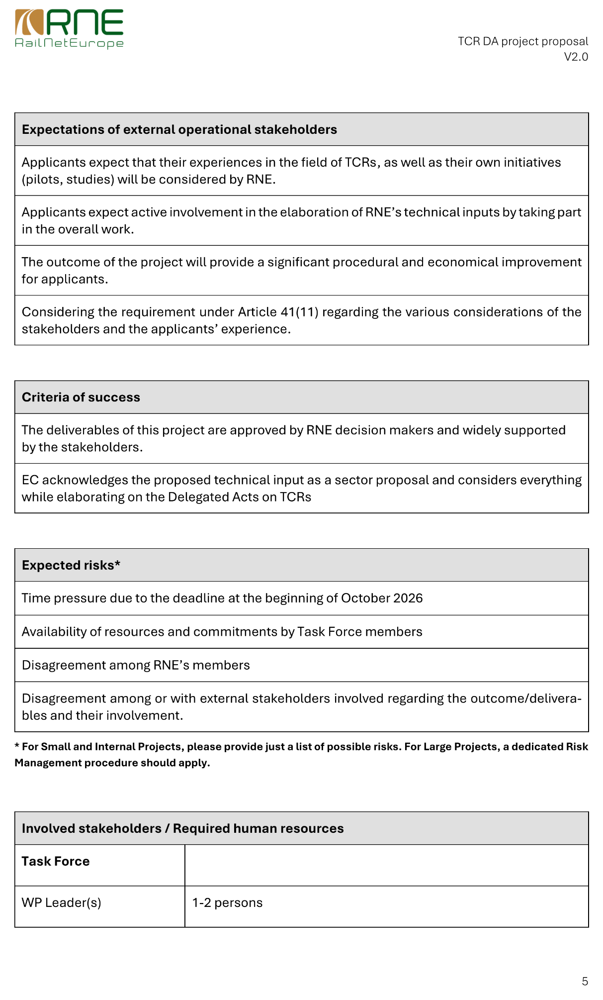 RNE
RailNetEurope
TCR DA project proposal
V2.0
Expectations of external operational stakeholders
Applicants expect that their experiences in the field of TCRs, as well as their own initiatives
(pilots, studies) will be considered by RNE.
Applicants expect active involvement in the elaboration of RNE’s technical inputs by taking part
in the overall work.
The outcome of the project will provide a significant procedural and economical improvement
for applicants.
Considering the requirement under Article 41(11) regarding the various considerations of the
stakeholders and the applicants’ experience.
Criteria of success
The deliverables of this project are approved by RNE decision makers and widely supported
by the stakeholders.
EC acknowledges the proposed technical input as a sector proposal and considers everything
while elaborating on the Delegated Acts on TCRs
Expected risks*
Time pressure due to the deadline at the beginning of October 2026
Availability of resources and commitments by Task Force members
Disagreement among RNE’s members
Disagreement among or with external stakeholders involved regarding the outcome/delivera-
bles and their involvement.
* For Small and Internal Projects, please provide just a list of possible risks. For Large Projects, a dedicated Risk
Management procedure should apply.
Involved stakeholders / Required human resources
Task Force
WP Leader(s) 1-2 persons
5